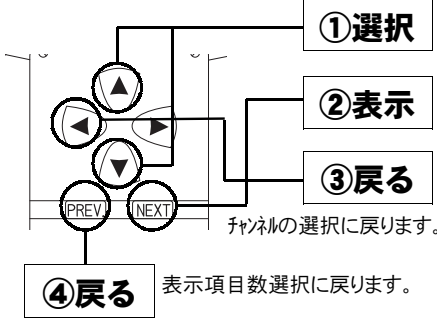 ①選択
②表示
③戻る
ﾁｬﾝﾈﾙの選択に戻ります。
PREV.
NEXT
④戻る
表示項目数選択に戻ります。